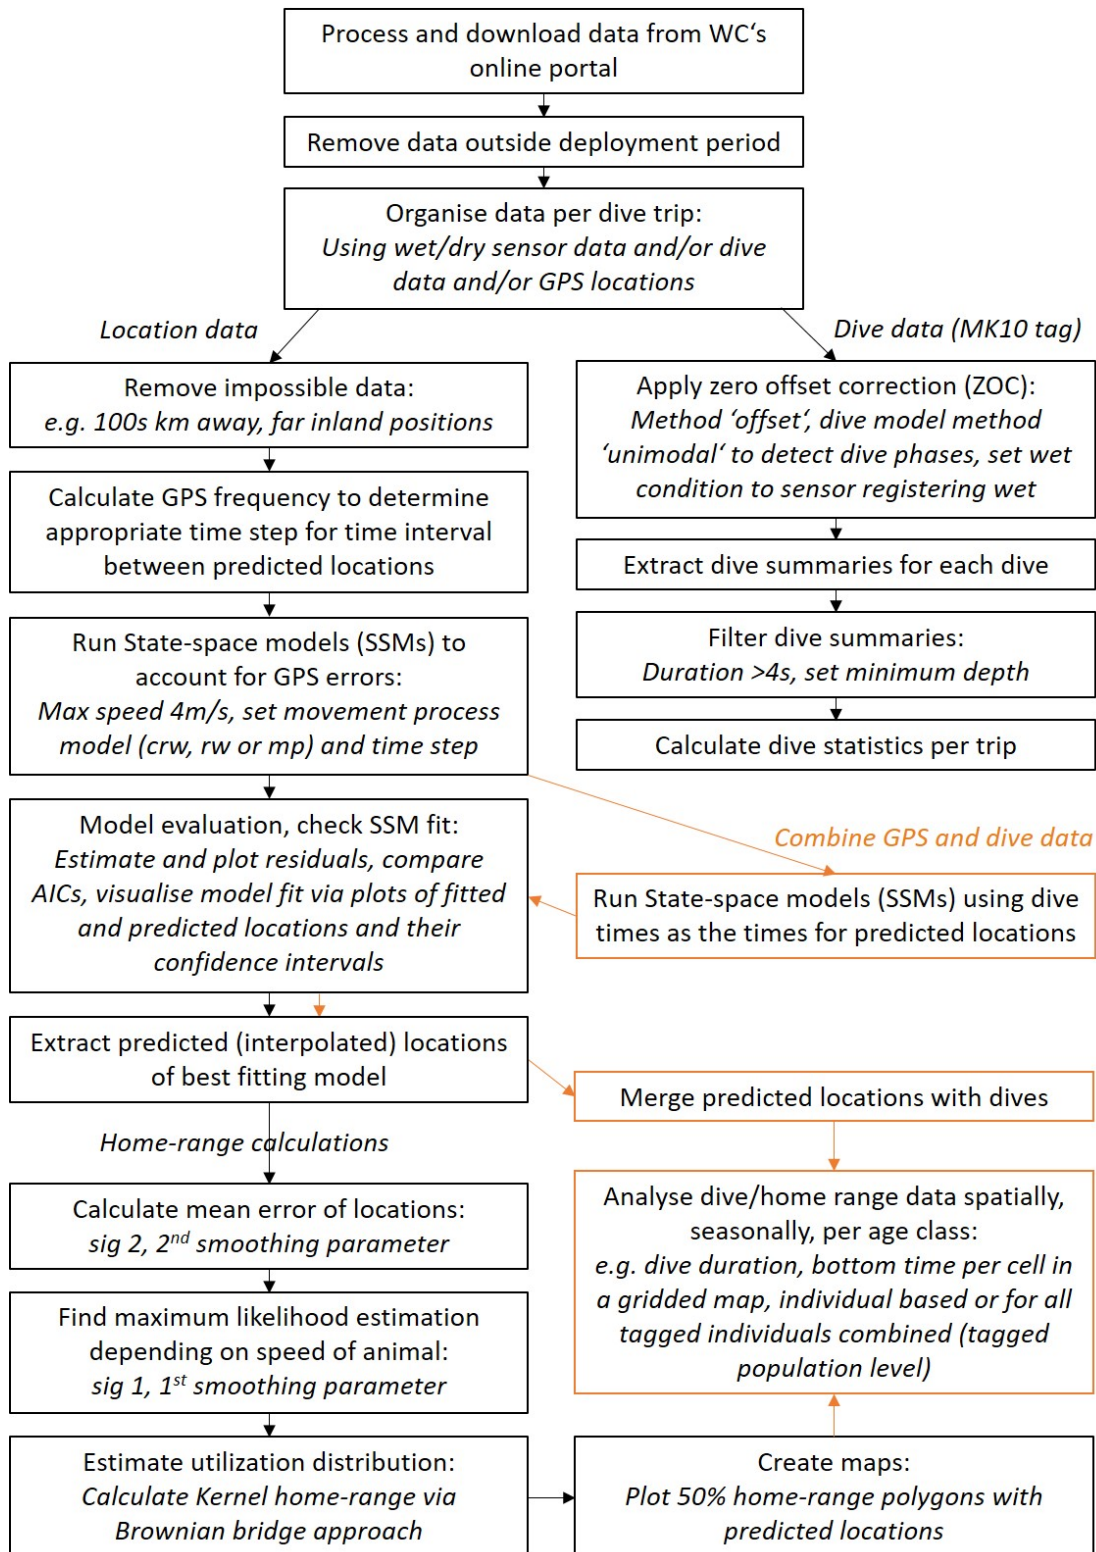 Process and download data from WC‘s
online portal
Remove data outside deployment period
Organise data per dive trip:
Using wet/dry sensor data and/or dive
data and/or GPS locations
Location data
Dive data (MK10 tag)
Remove impossible data:
e.g. 100s km away, far inland positions
Calculate GPS frequency to determine
appropriate time step for time interval
between predicted locations
Run State-space models (SSMs) to
account for GPS errors:
Max speed 4m/s, set movement process
model (crw, rw or mp) and time step
Model evaluation, check SSM fit:
Estimate and plot residuals, compare
AICs, visualise model fit via plots of fitted
and predicted locations and their
confidence intervals
Extract predicted (interpolated) locations
of best fitting model
Home-range calculations
Calculate mean error of locations:
sig 2, 2nd smoothing parameter
Find maximum likelihood estimation
depending on speed of animal:
sig 1, 1st smoothing parameter
Estimate utilization distribution:
Calculate Kernel home-range via
Brownian bridge approach
Apply zero offset correction (ZOC):
Method ‘offset‘, dive model method
‘unimodal‘ to detect dive phases, set wet
condition to sensor registering wet
Extract dive summaries for each dive
Filter dive summaries:
Duration >4s, set minimum depth
Calculate dive statistics per trip
Combine GPS and dive data
Run State-space models (SSMs) using dive
times as the times for predicted locations
Merge predicted locations with dives
Analyse dive/home range data spatially,
seasonally, per age class:
e.g. dive duration, bottom time per cell in
a gridded map, individual based or for all
tagged individuals combined (tagged
population level)
Create maps:
Plot 50% home-range polygons with
predicted locations